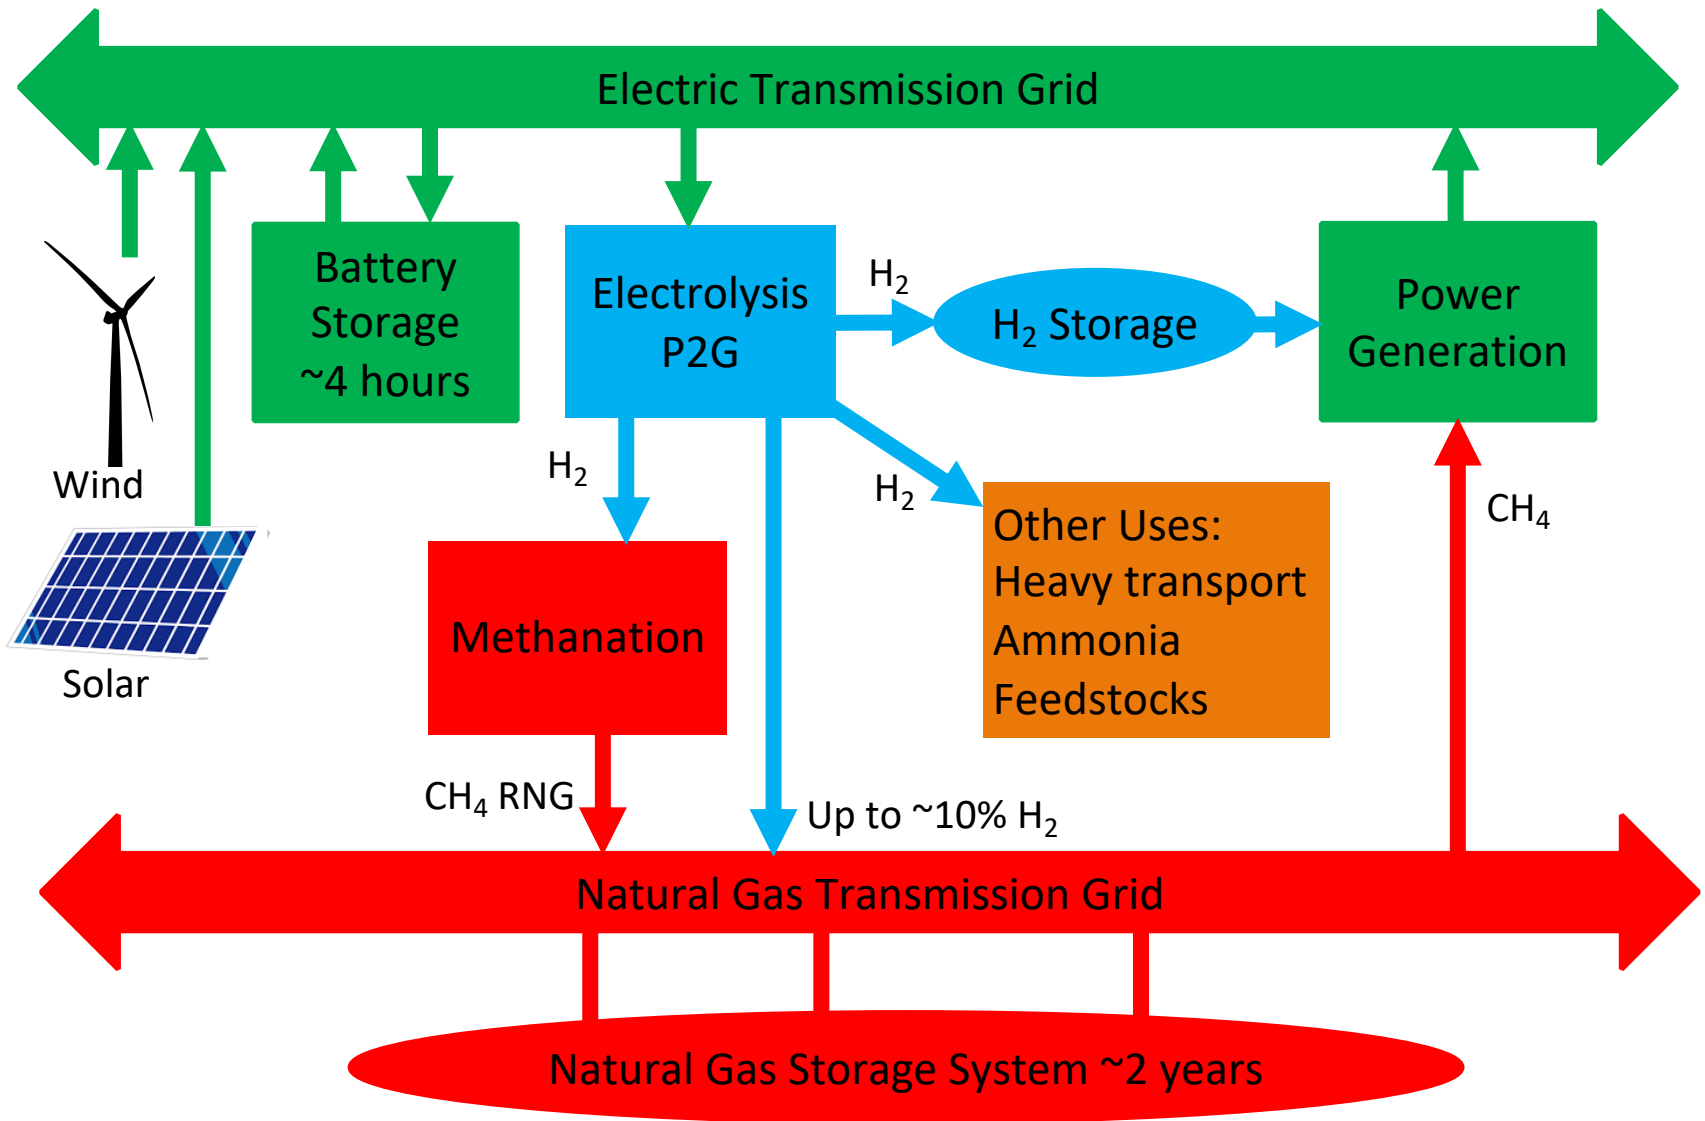 Electric Transmission Grid
Battery
Storage
~4 hours
Electrolysis
P2G
H₂
H₂ Storage
Power
Generation
Wind
H₂
H₂
CH₄
Other Uses:
Heavy transport
Ammonia
Feedstocks
Methanation
Solar
CH₄ RNG
Up to ~10% H₂
Natural Gas Transmission Grid
Natural Gas Storage System ~2 years